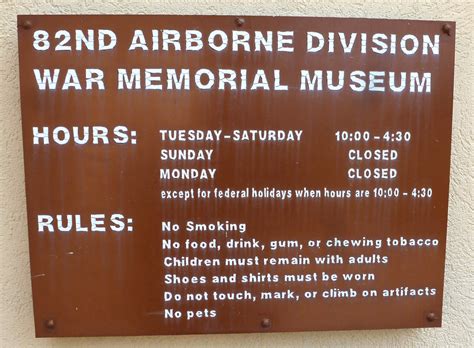 82ND AIRBORNE DIVISION
WAR MEMORIAL MUSEUM
HOURS: TUESDAY–SATURDAY 10:00 – 4:30
SUNDAY CLOSED
MONDAY CLOSED
except for federal holidays when hours are 10:00 – 4:30
RULES: No Smoking
No food, drink, gum, or chewing tobacco
Children must remain with adults
Shoes and shirts must be worn
Do not touch, mark, or climb on artifacts
No pets